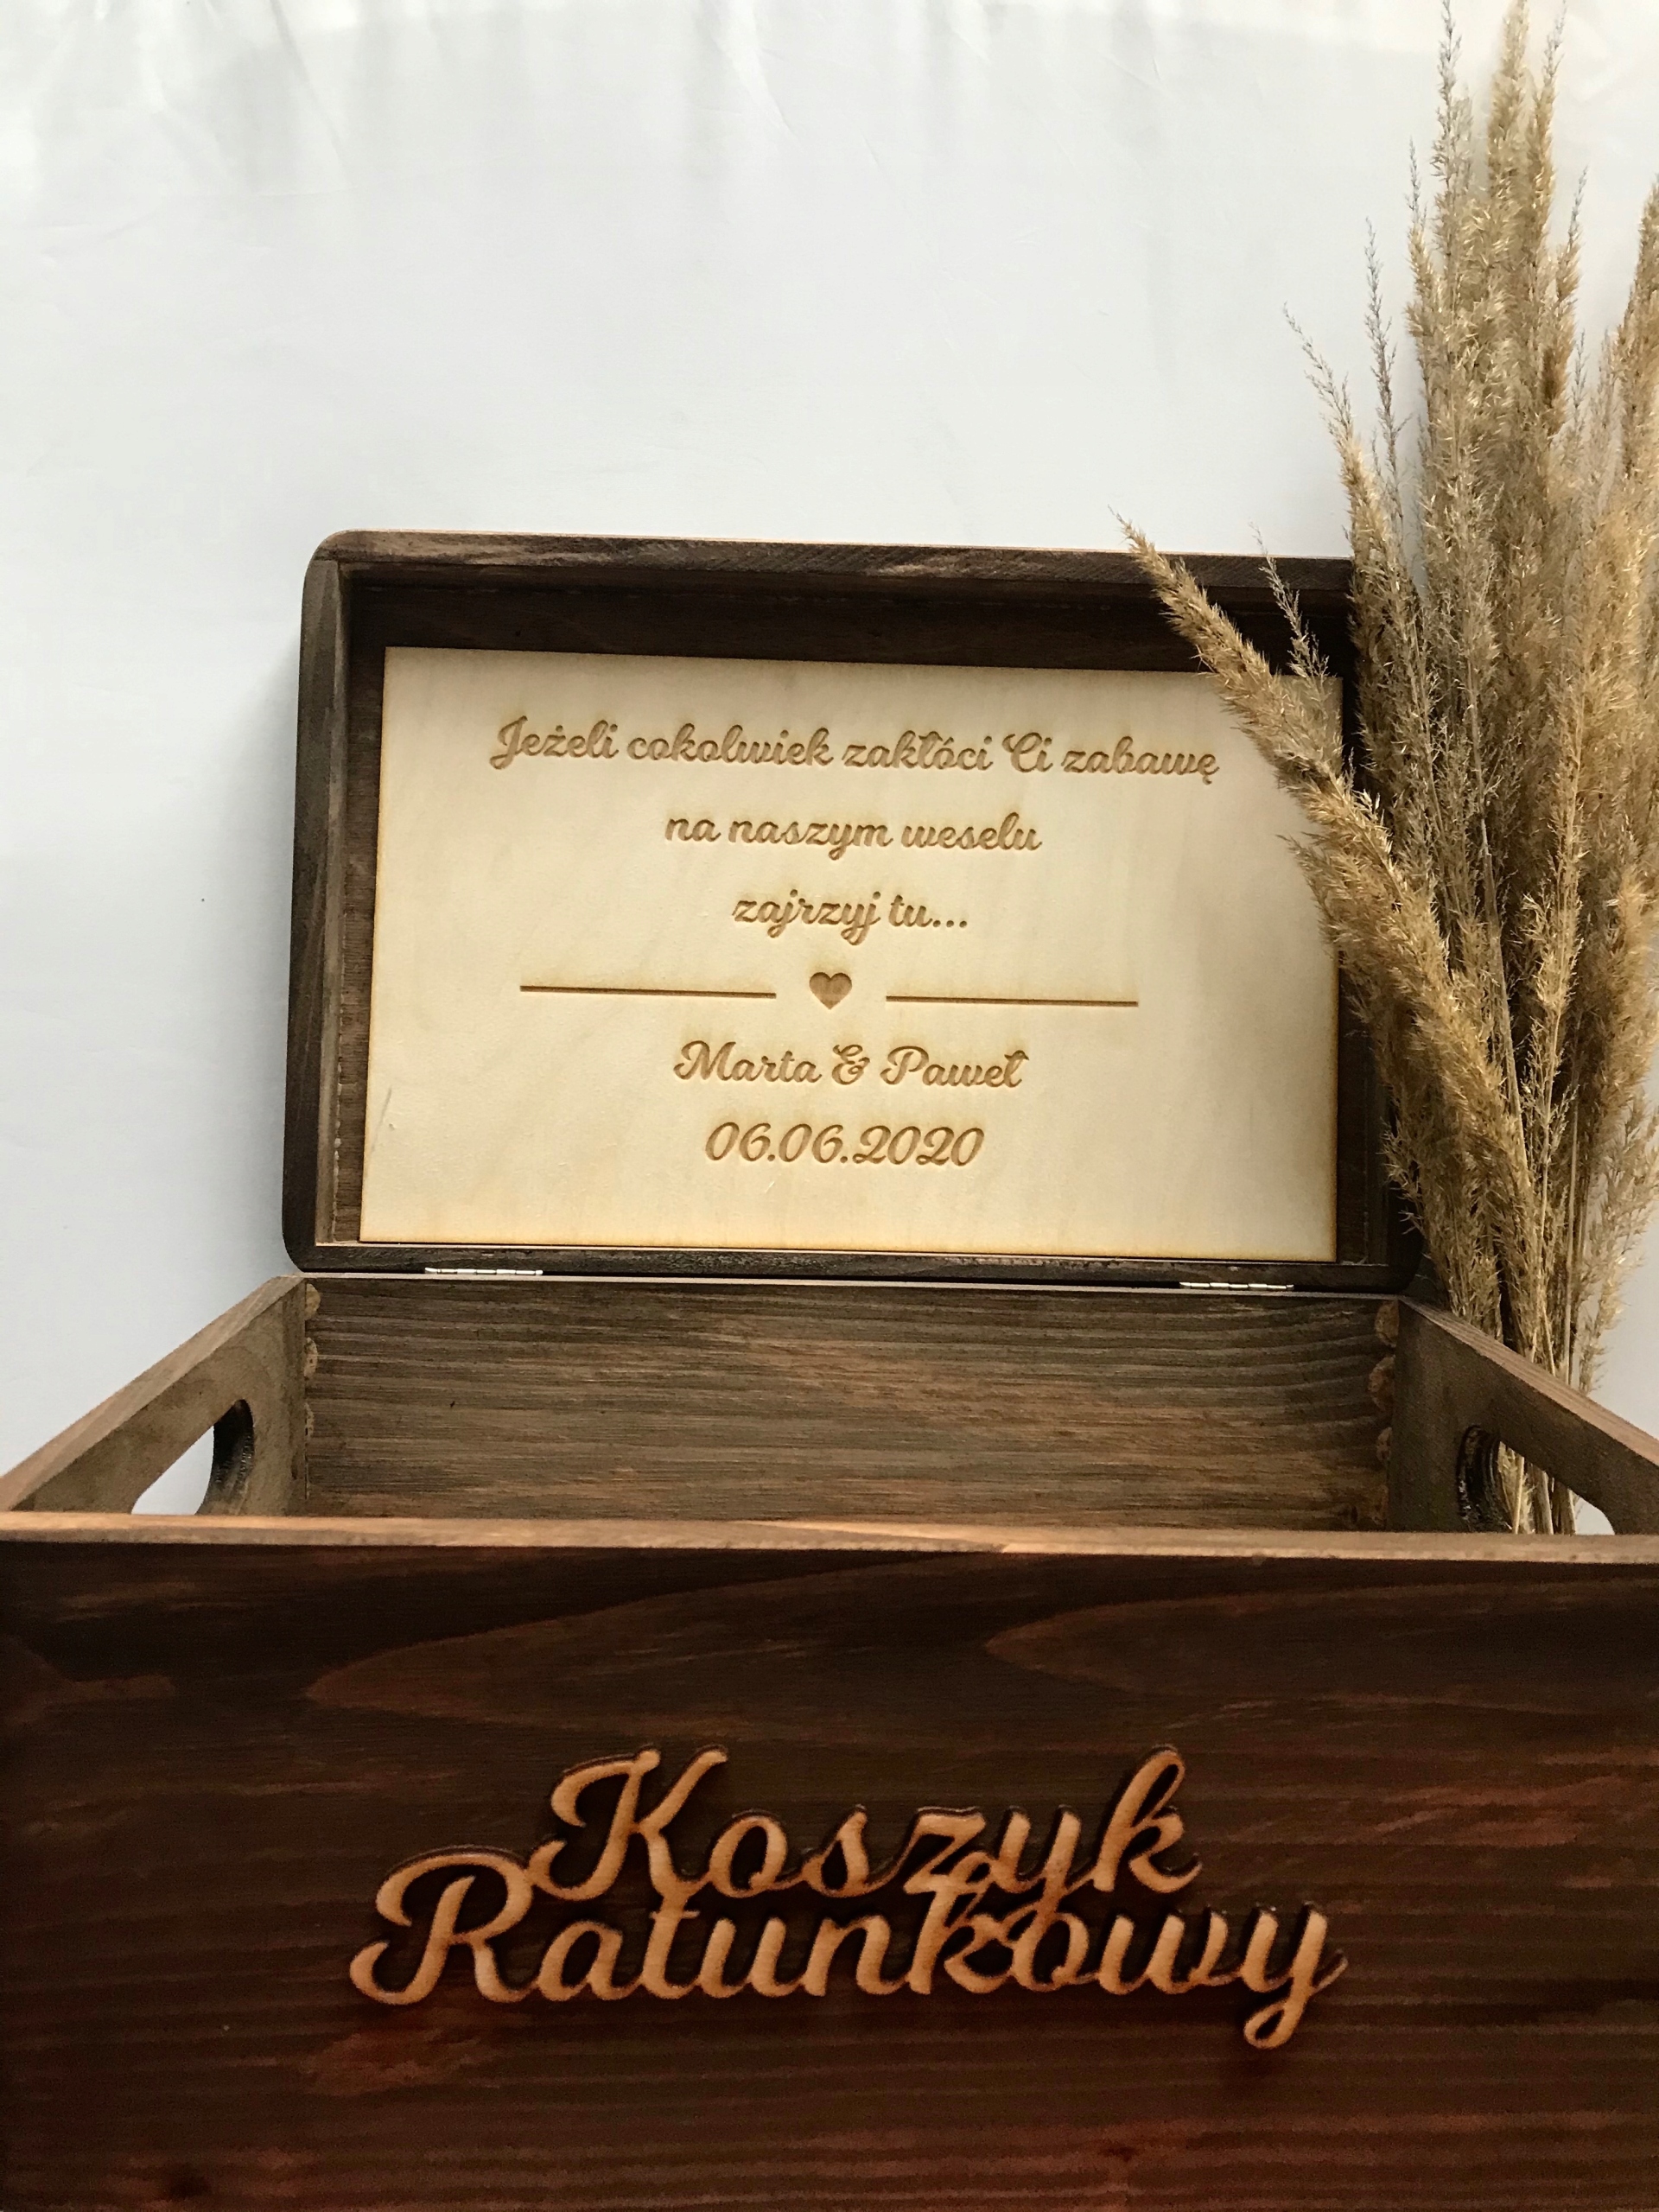 Jeżeli cokolwiek zakłóci Ci zabawę
na naszym weselu
zajrzyj tu...
Marta & Paweł
06.06.2020
Koszyk
Ratunkowy